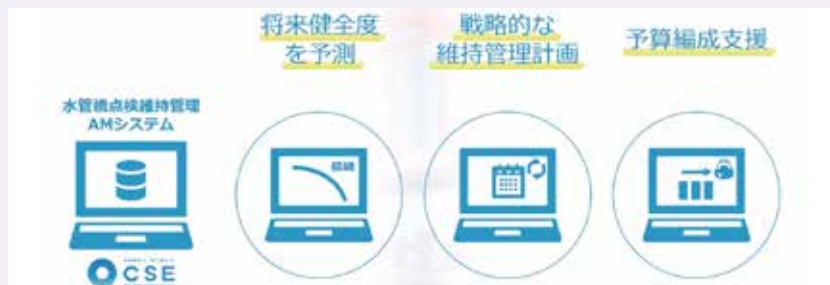 将来健全度
を予測
戦略的な
維持管理計画
予算編成支援
水管橋点検維持管理
AMシステム
CSE